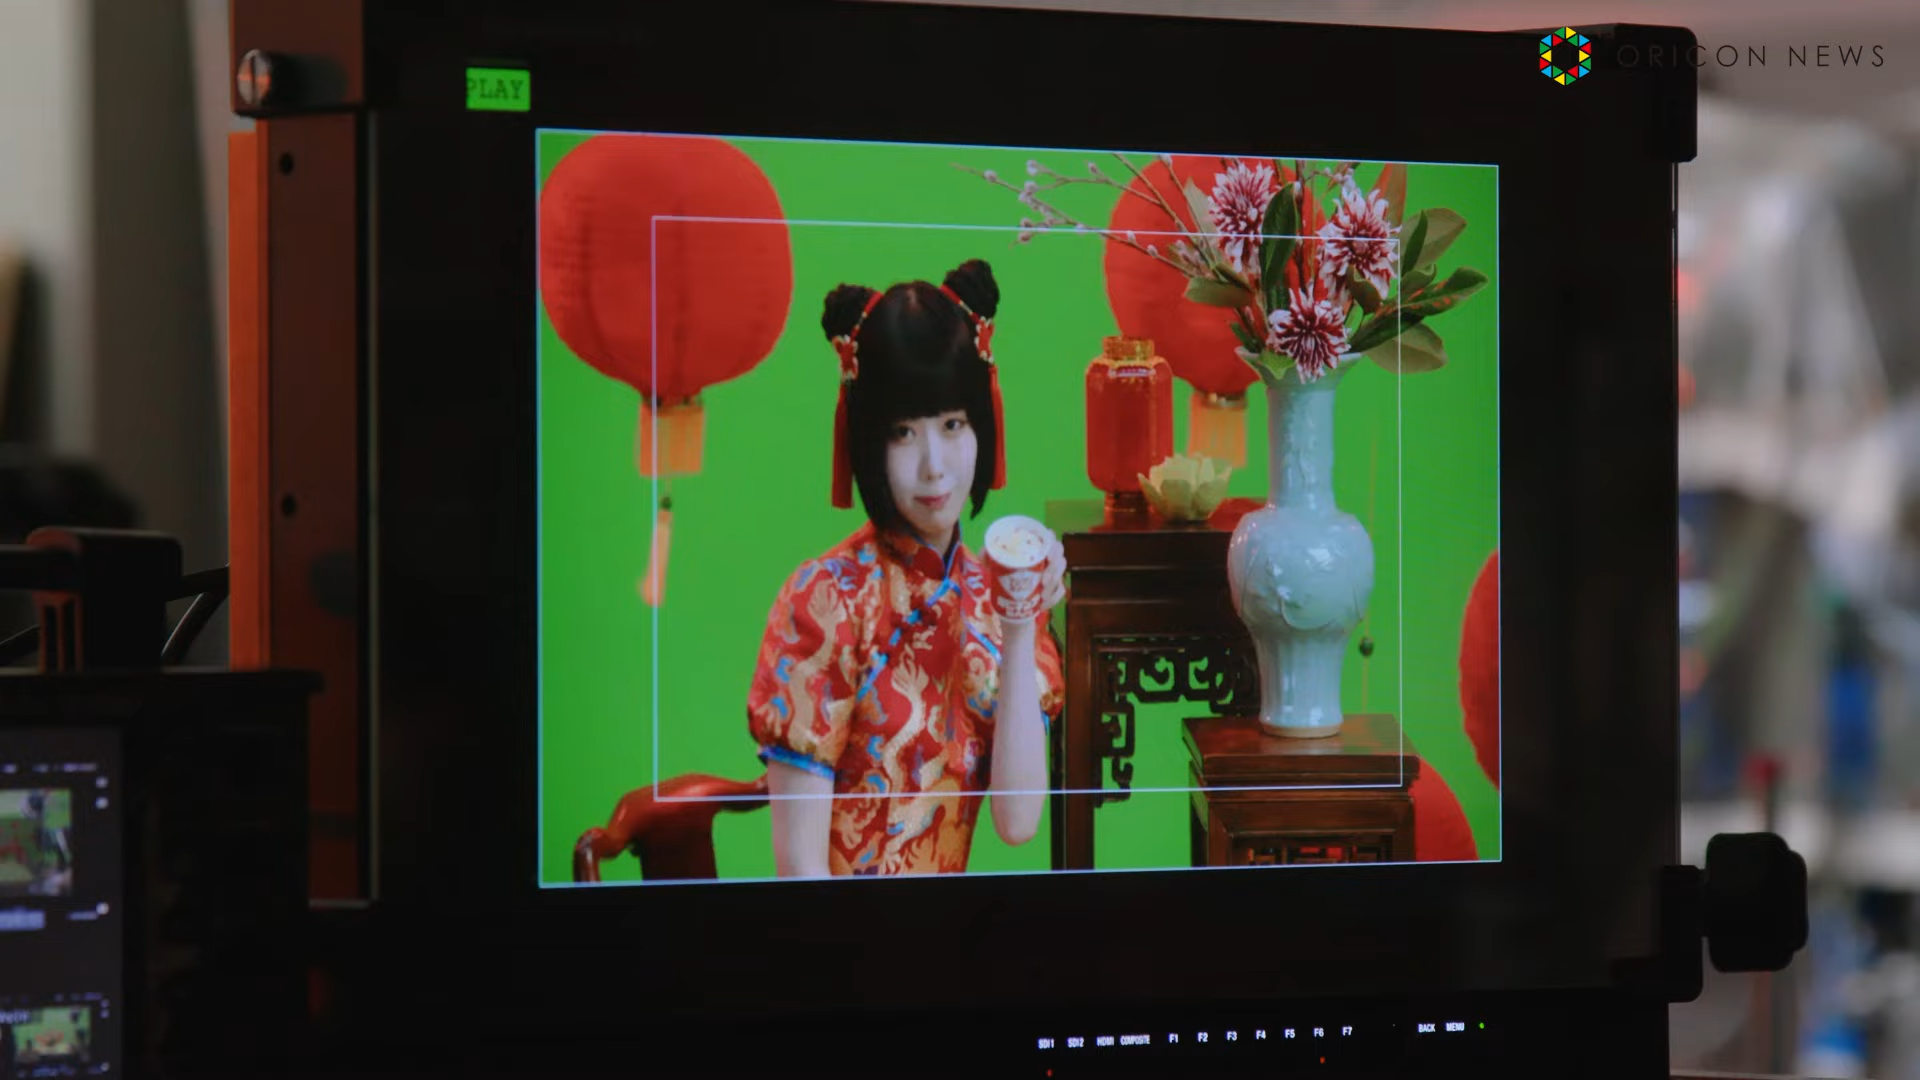 ORICON NEWS
PLAY
SDI1 SDI2 HDMI COMPOSITE F1 F2 F3 F4 F5 F6 F7 BACK MENU